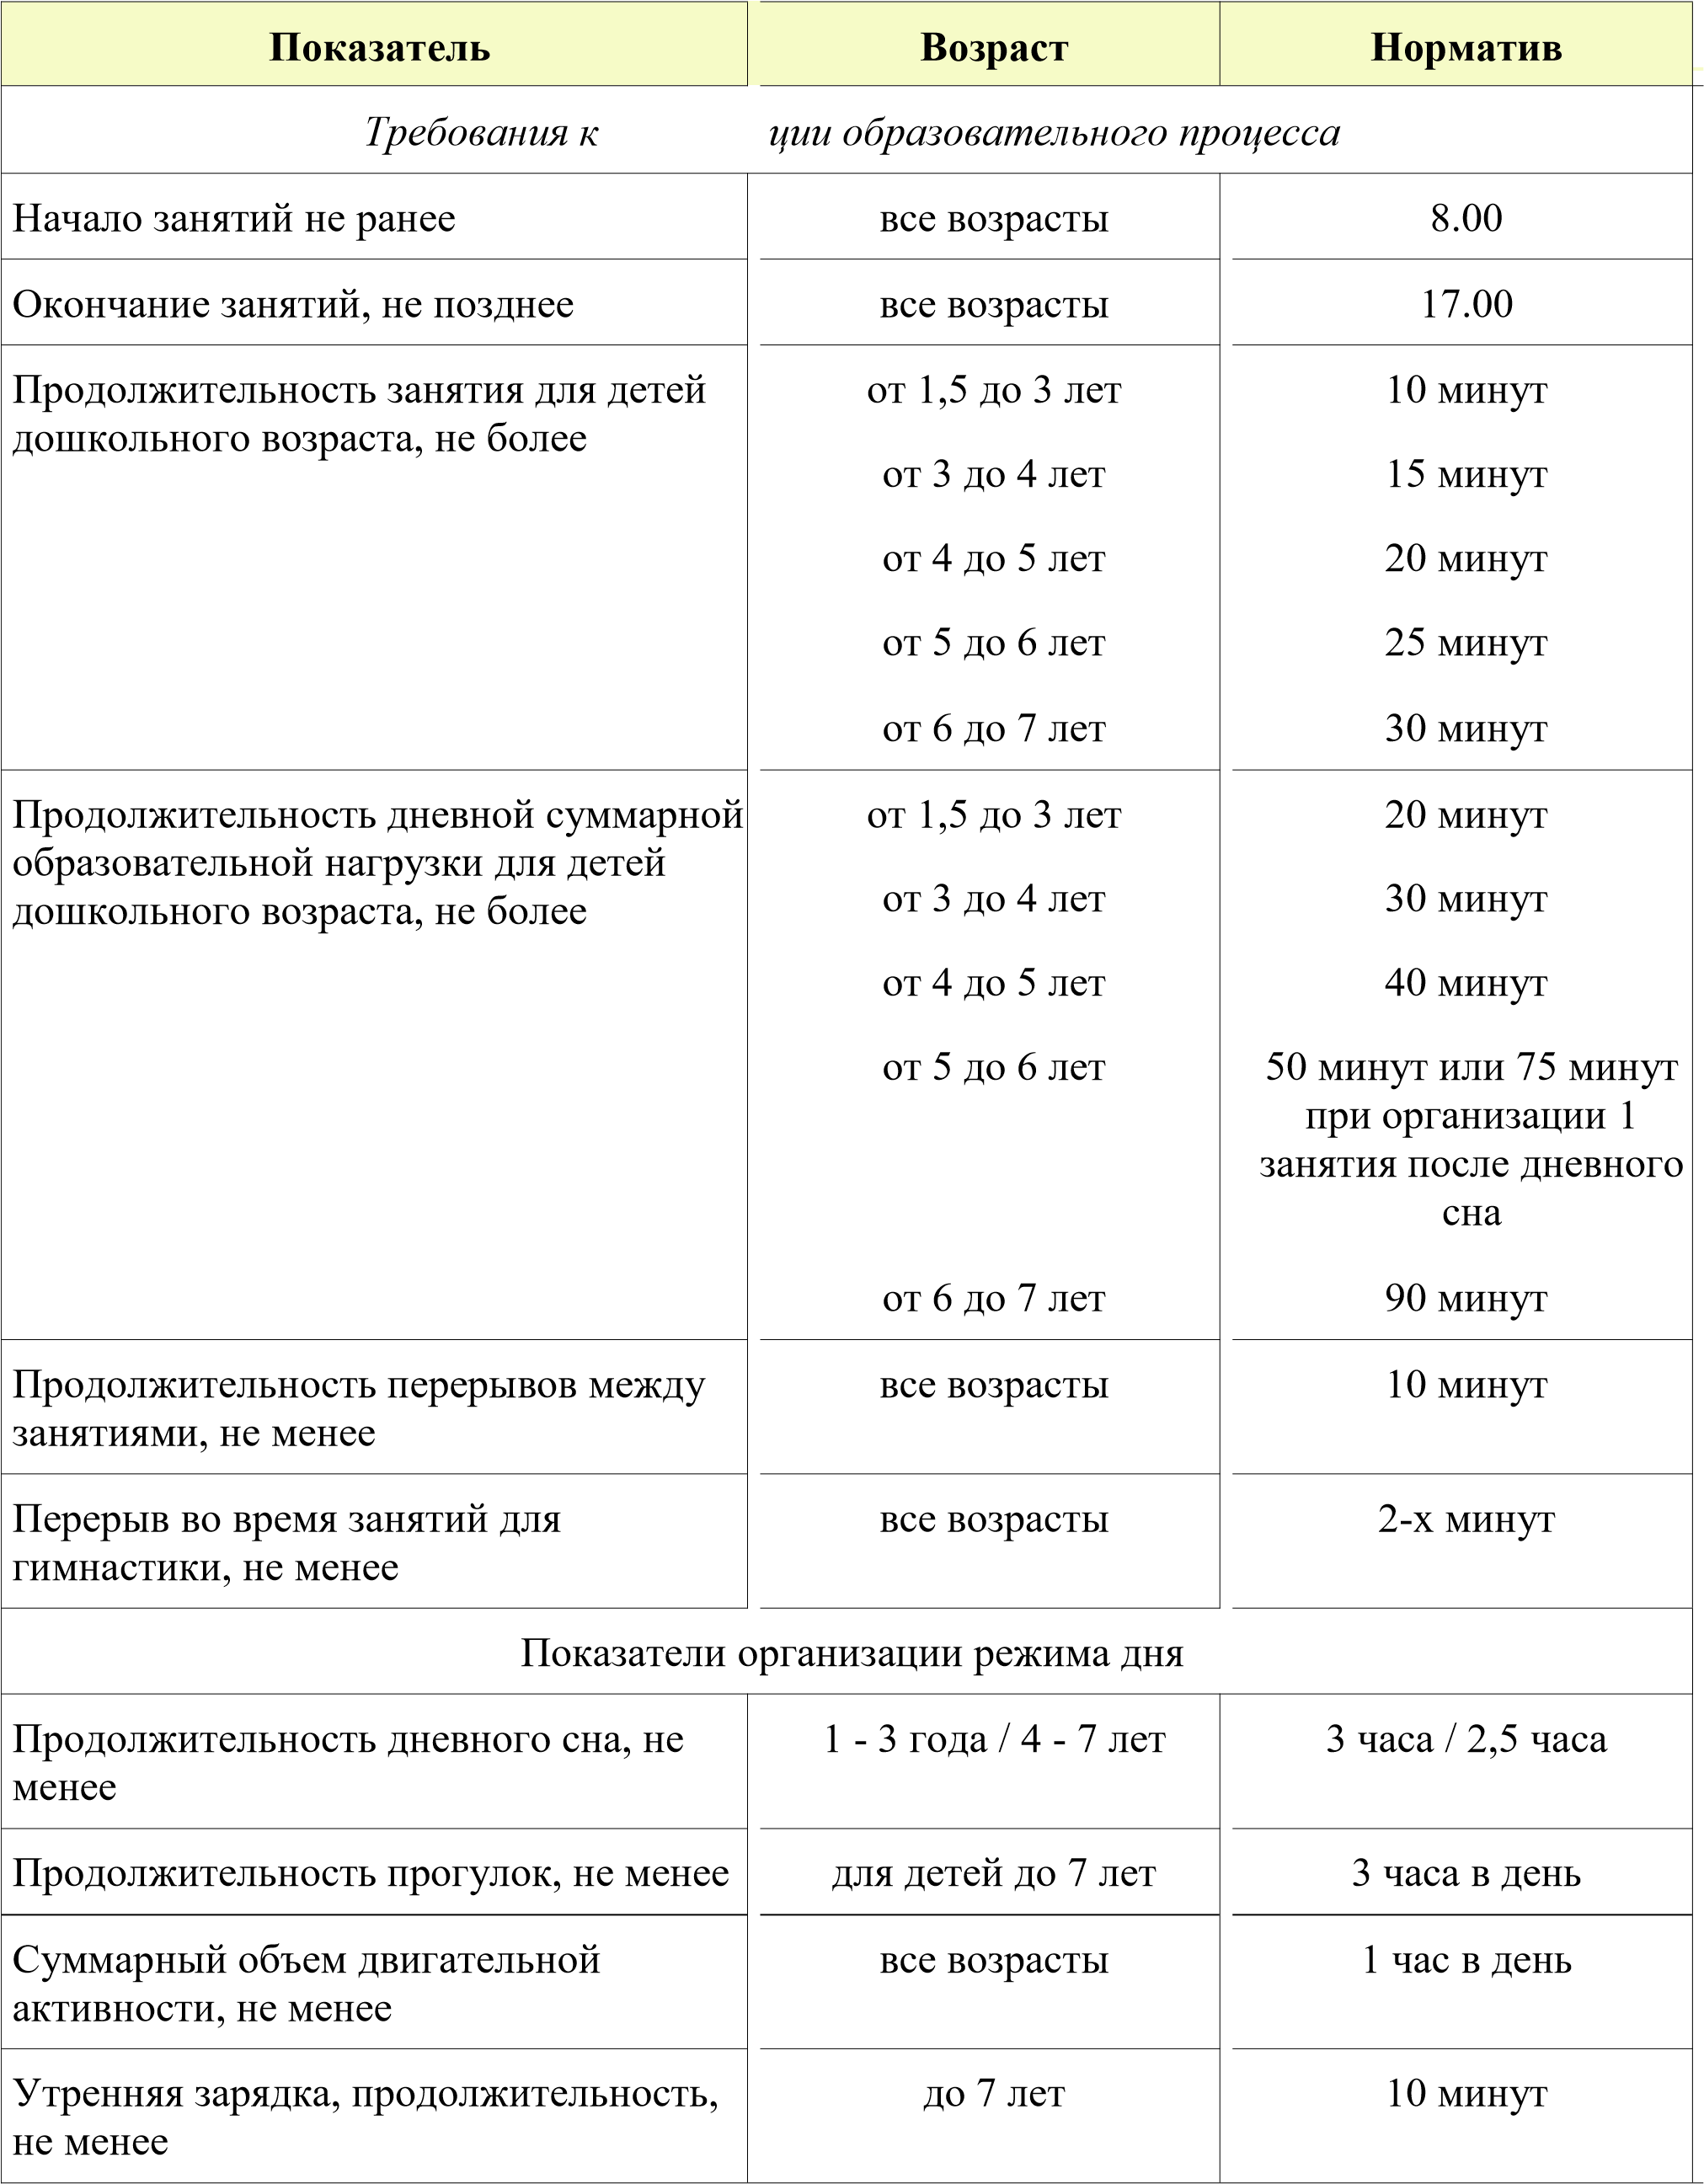 Показатель Возраст Норматив
Требования к ции образовательного процесса
Начало занятий не ранее все возрасты 8.00
Окончание занятий, не позднее все возрасты 17.00
Продолжительность занятия для детей от 1,5 до 3 лет 10 минут
дошкольного возраста, не более
от 3 до 4 лет 15 минут
от 4 до 5 лет 20 минут
от 5 до 6 лет 25 минут
от 6 до 7 лет 30 минут
Продолжительность дневной суммарной от 1,5 до 3 лет 20 минут
образовательной нагрузки для детей
дошкольного возраста, не более от 3 до 4 лет 30 минут
от 4 до 5 лет 40 минут
от 5 до 6 лет 50 минут или 75 минут
при организации 1
занятия после дневного
сна
от 6 до 7 лет 90 минут
Продолжительность перерывов между все возрасты 10 минут
занятиями, не менее
Перерыв во время занятий для все возрасты 2-х минут
гимнастики, не менее
Показатели организации режима дня
Продолжительность дневного сна, не 1 - 3 года / 4 - 7 лет 3 часа / 2,5 часа
менее
Продолжительность прогулок, не менее для детей до 7 лет 3 часа в день
Суммарный объем двигательной все возрасты 1 час в день
активности, не менее
Утренняя зарядка, продолжительность, до 7 лет 10 минут
не менее